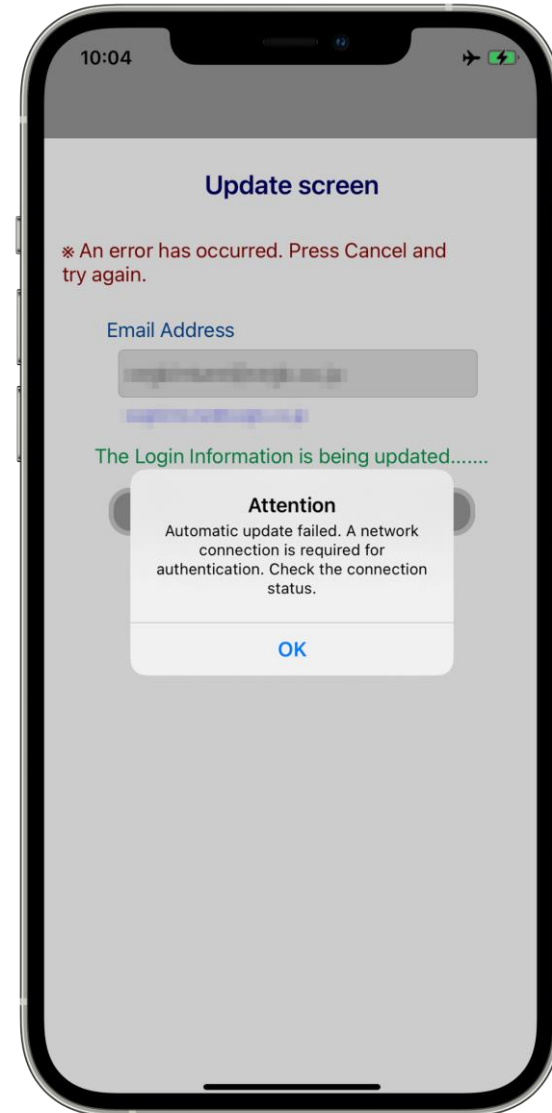 10:04
Update screen
※ An error has occurred. Press Cancel and
try again.
Email Address
The Login Information is being updated.......
Attention
Automatic update failed. A network
connection is required for
authentication. Check the connection
status.
OK